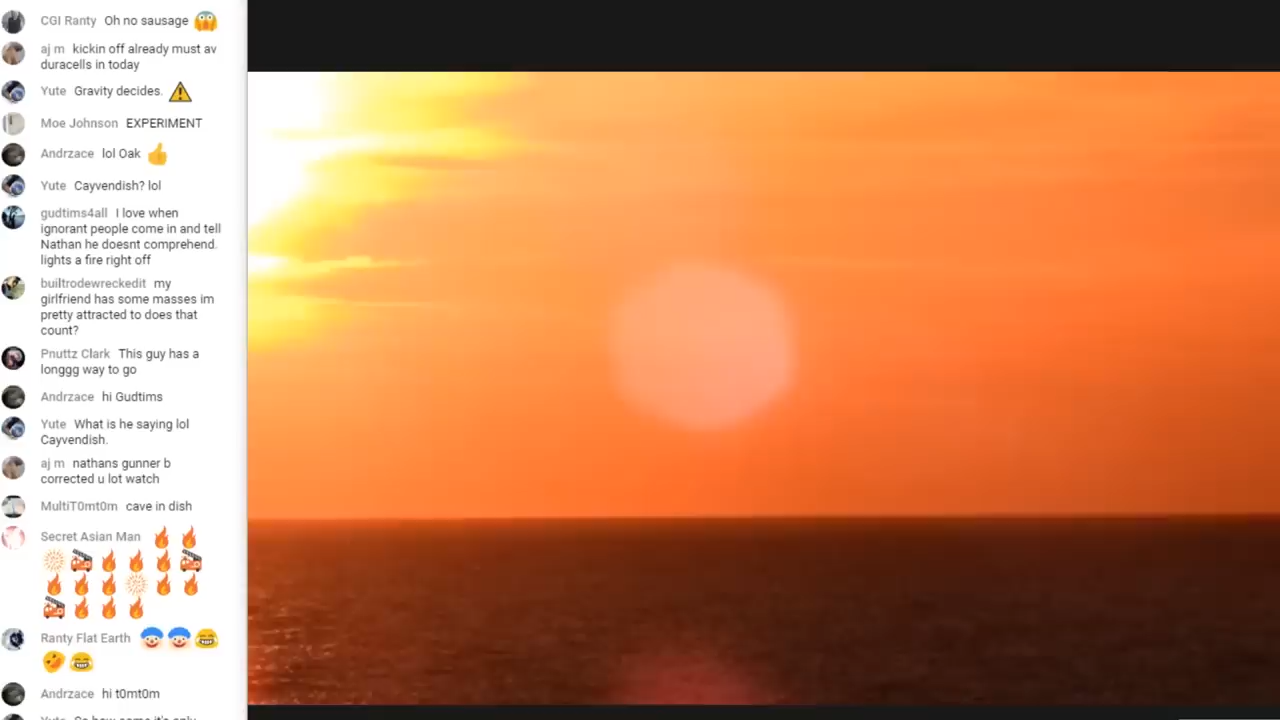 CGI Ranty Oh no sausage 😱
aj m kickin off already must av
duracells in today
Yute Gravity decides. ⚠
Moe Johnson EXPERIMENT
Andrzace lol Oak 👍
Yute Cayvendish? lol
gudtims4all I love when
ignorant people come in and tell
Nathan he doesnt comprehend.
lights a fire right off
builtrodewreckedit my
girlfriend has some masses im
pretty attracted to does that
count?
Pnuttz Clark This guy has a
longgg way to go
Andrzace hi Gudtims
Yute What is he saying lol
Cayvendish.
aj m nathans gunner b
corrected u lot watch
MultiT0mt0m cave in dish
Secret Asian Man
Ranty Flat Earth
Andrzace hi t0mt0m